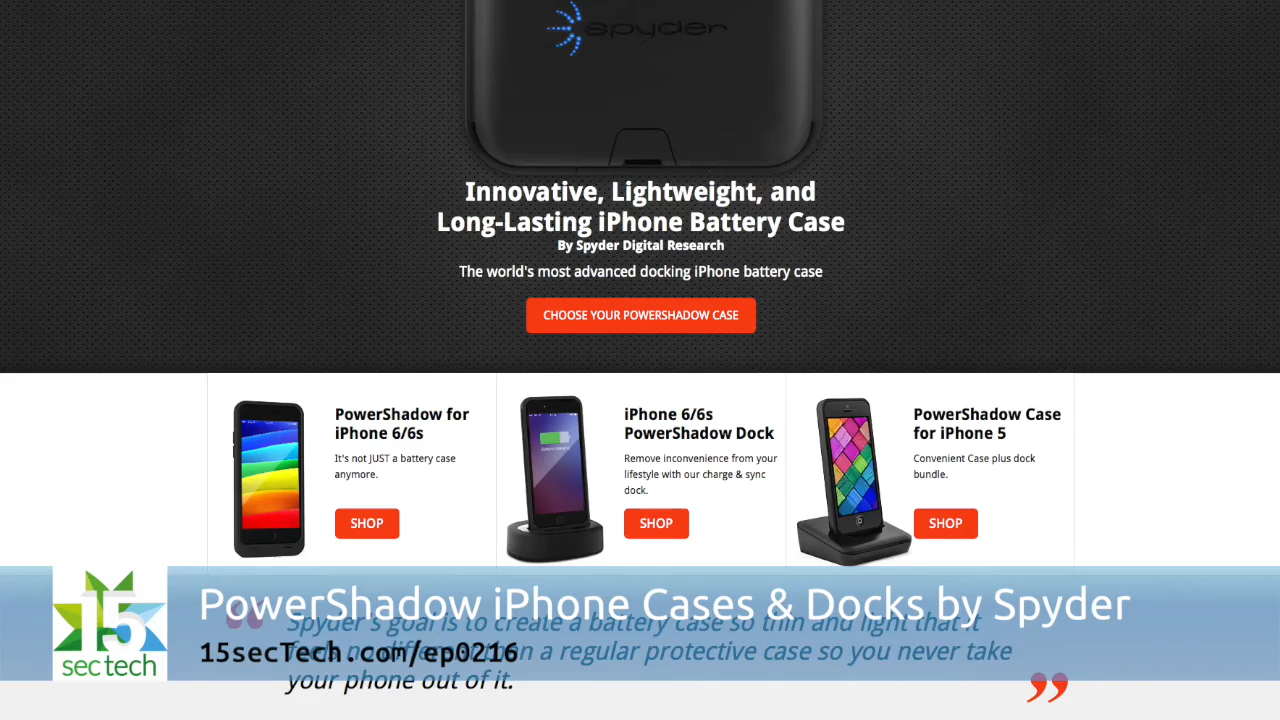 spyder
Innovative, Lightweight, and
Long-Lasting iPhone Battery Case
By Spyder Digital Research
The world's most advanced docking iPhone battery case
CHOOSE YOUR POWERSHADOW CASE
PowerShadow for
iPhone 6/6s
It's not JUST a battery case
anymore.
SHOP
iPhone 6/6s
PowerShadow Dock
Remove inconvenience from your
lifestyle with our charge & sync
dock.
SHOP
PowerShadow Case
for iPhone 5
Convenient Case plus dock
bundle.
SHOP
15
sec tech
PowerShadow iPhone Cases & Docks by Spyder
15secTech.com/ep0216
“ Spyder's goal is to create a battery case so thin and light that it
feels no different than a regular protective case so you never take
your phone out of it. ”